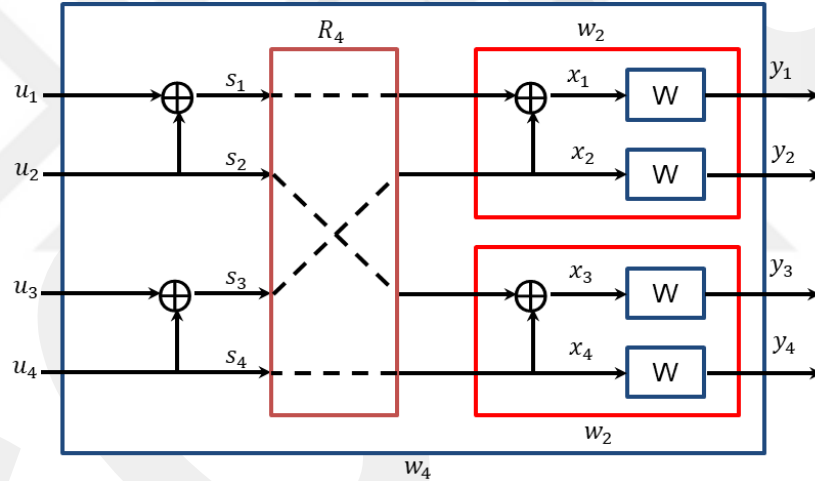 R₄
w₂
u₁
s₁
x₁
W
y₁
u₂
s₂
x₂
W
y₂
u₃
s₃
x₃
W
y₃
u₄
s₄
x₄
W
y₄
w₂
w₄